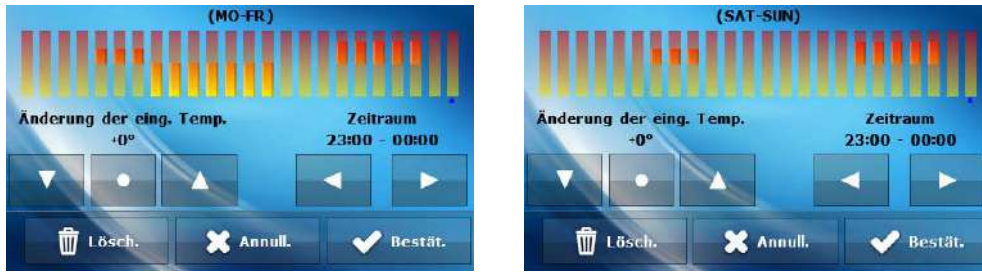 (MO-FR)
Änderung der eing. Temp.
Zeitraum
+0°
23:00 - 00:00
Lösch.
Annull.
Bestät.
(SAT-SUN)
Änderung der eing. Temp.
Zeitraum
+0°
23:00 - 00:00
Lösch.
Annull.
Bestät.